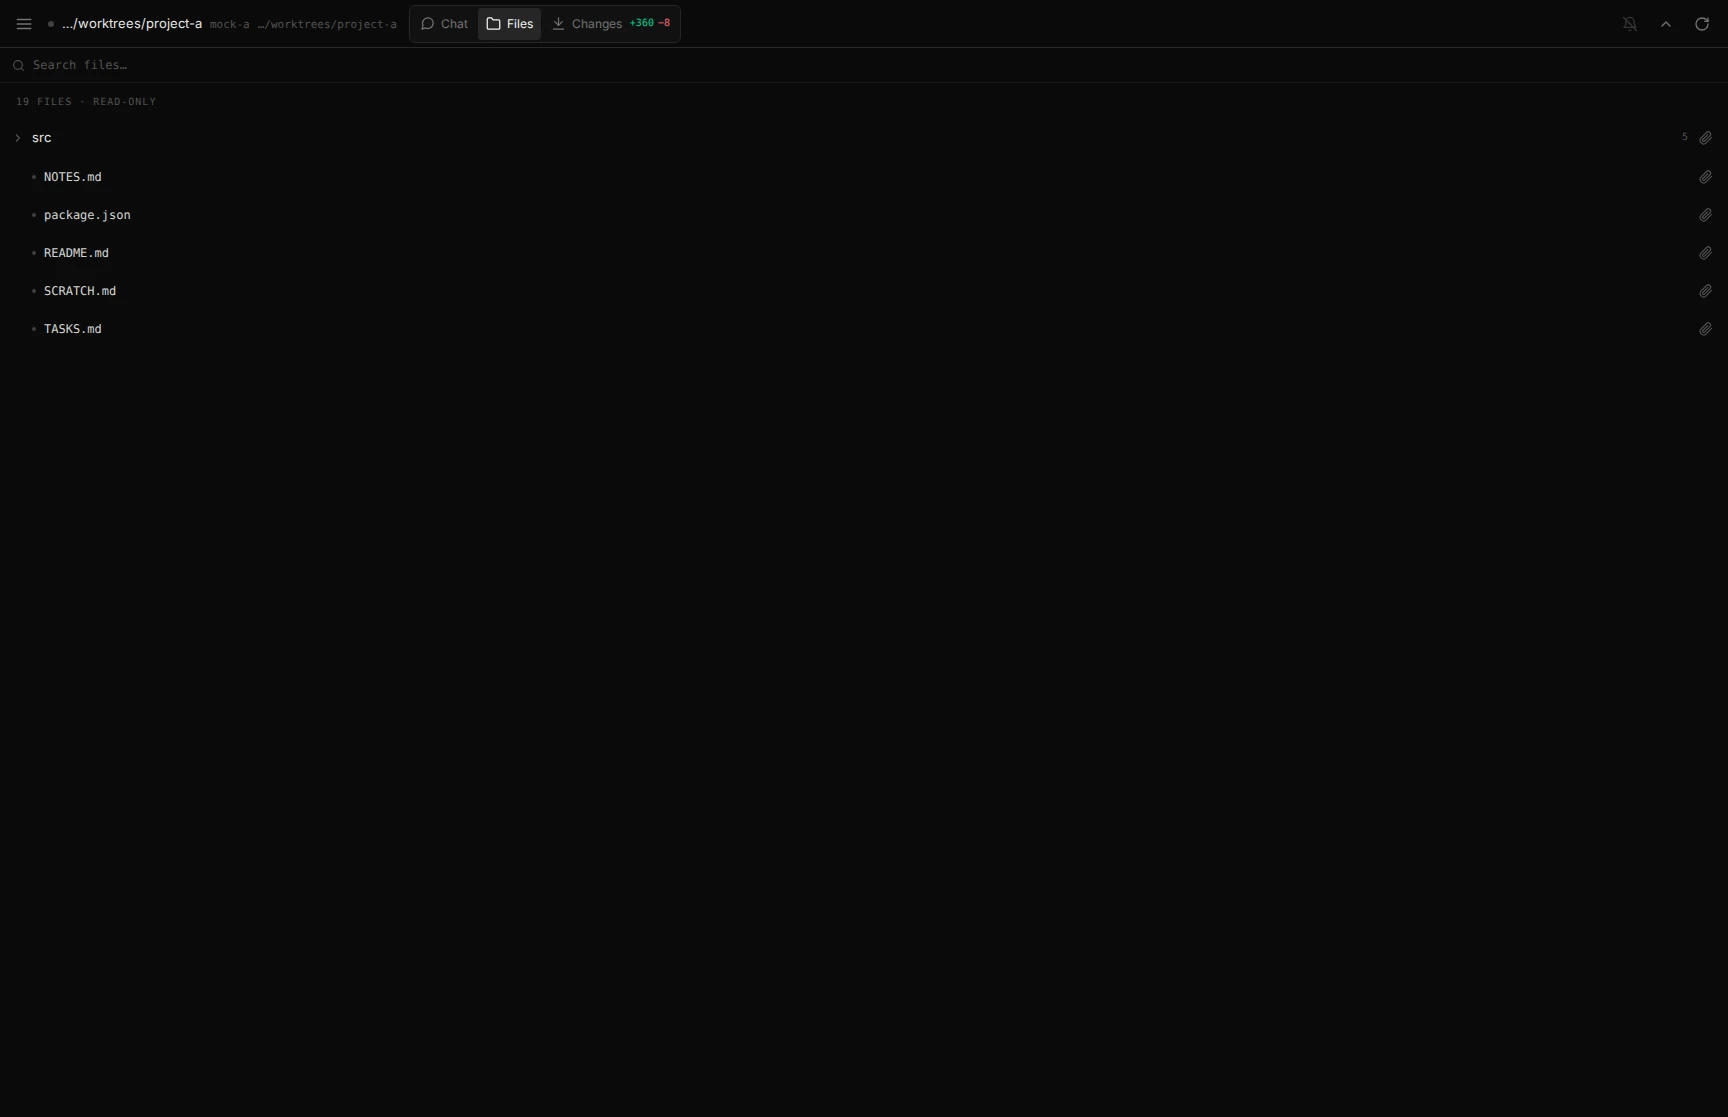 .../worktrees/project-a mock-a …/worktrees/project-a Chat Files Changes +360 −8
Search files…
19 FILES · READ-ONLY
src 5
NOTES.md
package.json
README.md
SCRATCH.md
TASKS.md